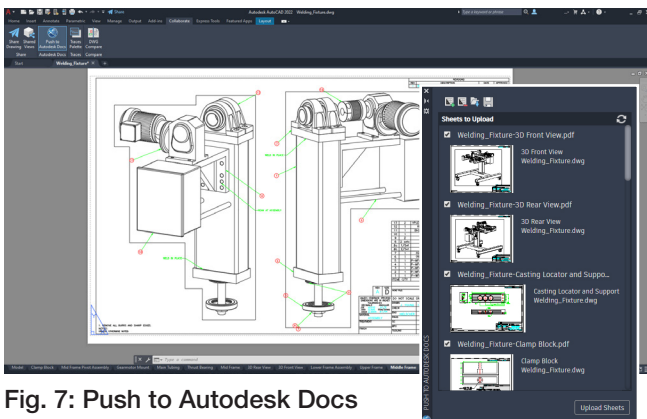 Autodesk AutoCAD 2022 Welding_Fixture.dwg
Share
Type a keyword or phrase
Home Insert Annotate Parametric View Manage Output Add-ins Collaborate Express Tools Featured Apps Layout
Share Drawing
Shared Views
Push to Autodesk Docs
Traces Palette
DWG Compare
Share Autodesk Docs Traces Compare
Start Welding_Fixture*
Sheets to Upload
Welding_Fixture-3D Front View.pdf
3D Front View
Welding_Fixture.dwg
Welding_Fixture-3D Rear View.pdf
3D Rear View
Welding_Fixture.dwg
Welding_Fixture-Casting Locator and Suppo...
Casting Locator and Support
Welding_Fixture.dwg
Welding_Fixture-Clamp Block.pdf
Clamp Block
Welding_Fixture.dwg
Upload Sheets
PUSH TO AUTODESK DOCS
Type a command
Model Clamp Block Mid Frame Pivot Assembly Gearmotor Mount Main Tubing Thrust Bearing Mid Frame 3D Rear View 3D Front View Lower Frame Assembly Upper Frame Middle Frame
Fig. 7: Push to Autodesk Docs